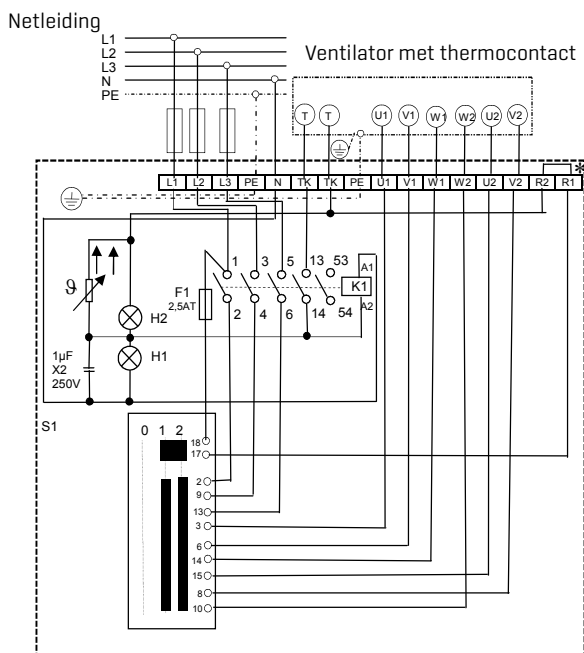 Netleiding
L1
L2
L3
N
PE
Ventilator met thermocontact
T T U1 V1 W1 W2 U2 V2
L1 L2 L3 PE N TK TK PE U1 V1 W1 W2 U2 V2 R2 R1 *
ϑ
1 3 5 13 53
A1
K1
A2
F1
2,5AT
2 4 6 14 54
H2
H1
1µF
X2
250V
S1
0 1 2
18
17
2
9
13
3
6
14
15
8
10